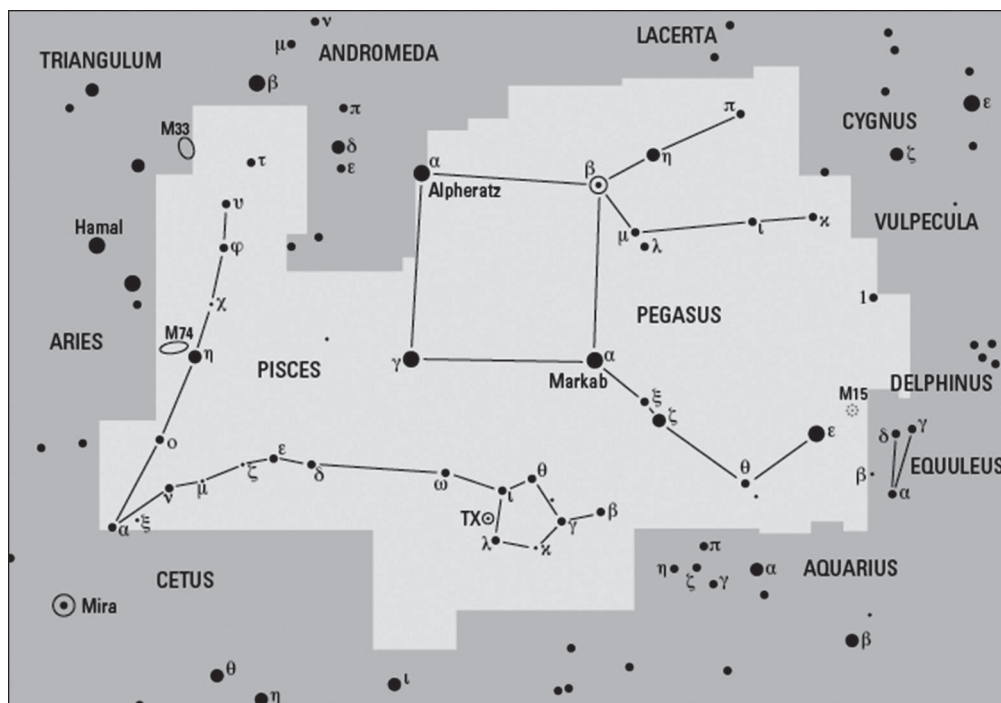 ν
μ
ANDROMEDA
LACERTA
TRIANGULUM
β
π
π
ε
M33
CYGNUS
δ
η
ζ
τ
α
ε
β
Alpheratz
υ
VULPECULA
Hamal
φ
μ
λ
ι
κ
χ
1
PEGASUS
M74
ARIES
η
PISCES
γ
α
Markab
DELPHINUS
M15
ξ
ζ
ο
ε
δ
γ
ε
ζ
δ
ω
θ
θ
β
EQUULEUS
ν
μ
ι
α
α
ξ
TX
γ
β
λ
κ
π
CETUS
η
ζ
γ
α
AQUARIUS
Mira
β
θ
ι
η